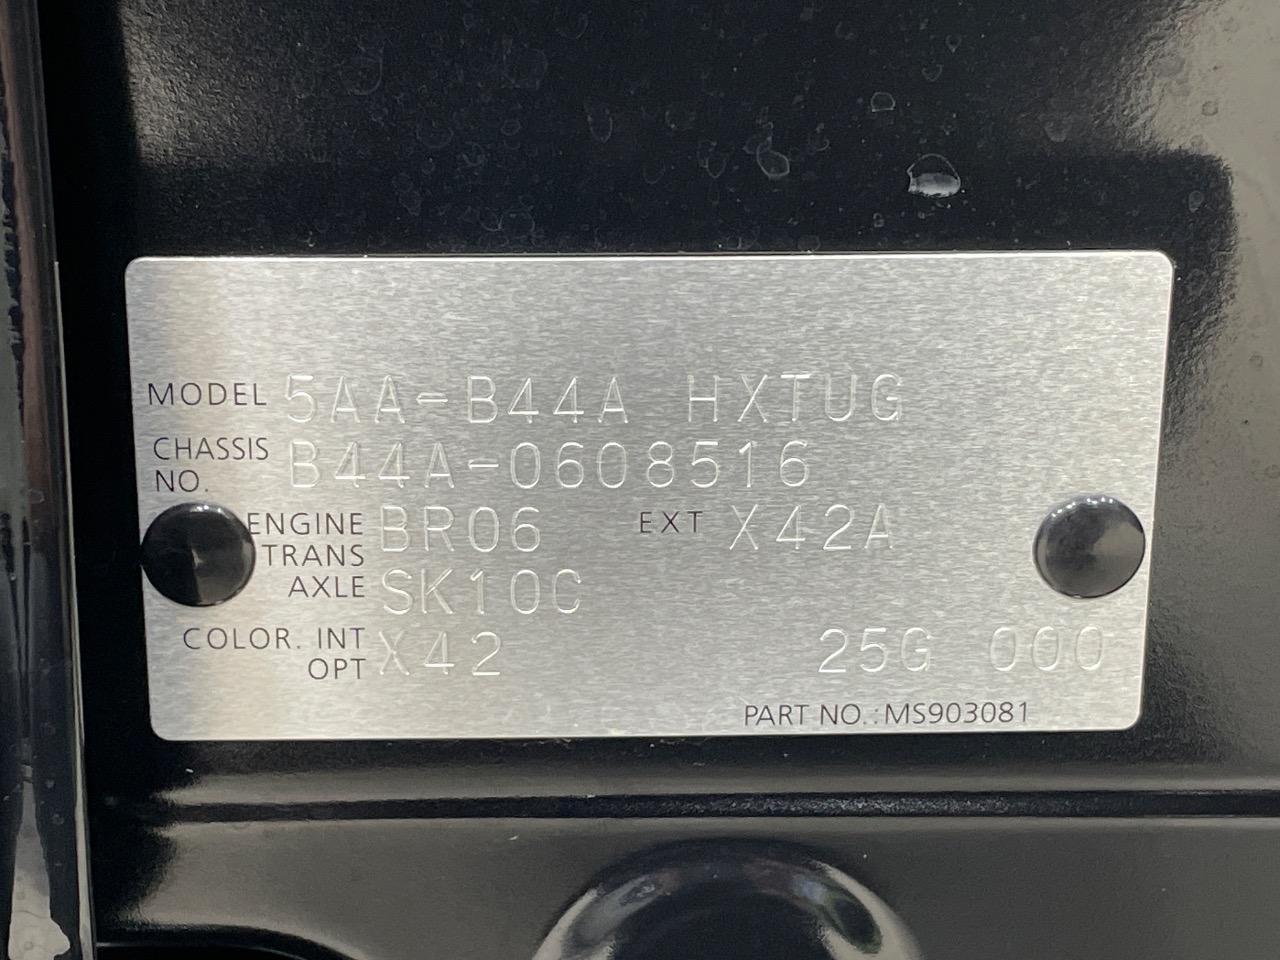 MODEL 5AA-B44A HXTUG
CHASSIS NO. B44A-0608516
ENGINE BR06 EXT X42A
TRANS AXLE SK10C
COLOR. INT OPT X42 25G 000
PART NO.:MS903081